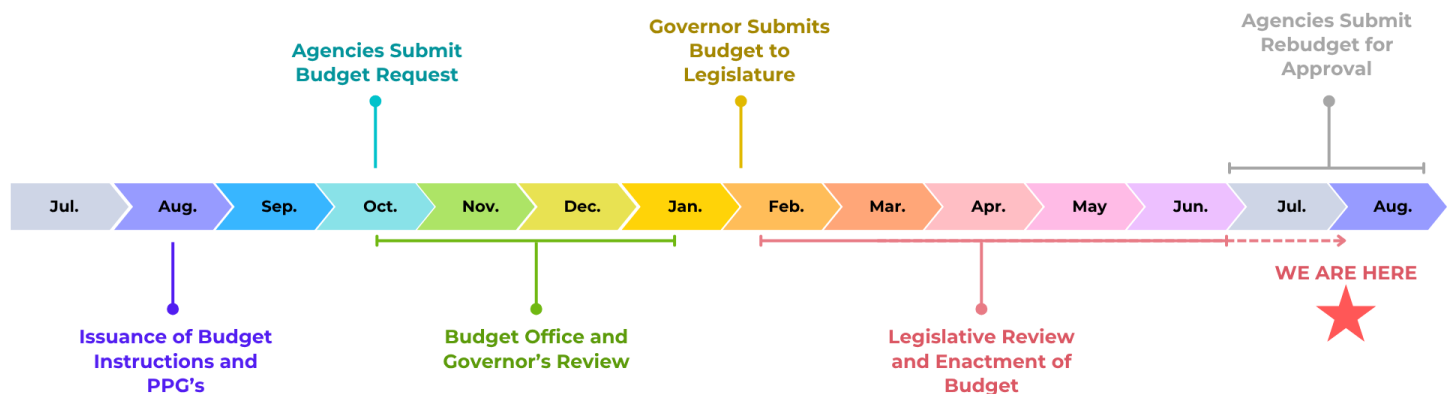 Agencies Submit
Budget Request
Governor Submits
Budget to
Legislature
Agencies Submit
Rebudget for
Approval
Jul. Aug. Sep. Oct. Nov. Dec. Jan. Feb. Mar. Apr. May Jun. Jul. Aug.
WE ARE HERE
Issuance of Budget
Instructions and
PPG’s
Budget Office and
Governor’s Review
Legislative Review
and Enactment of
Budget